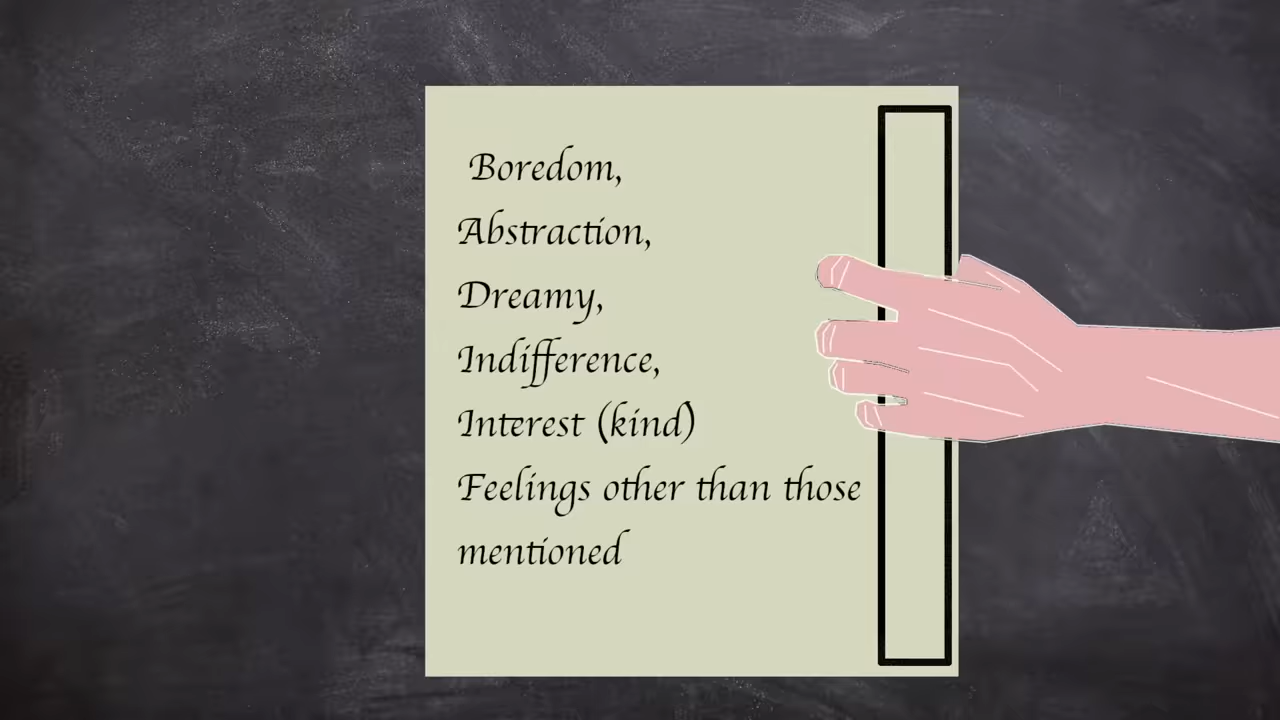 Boredom,
Abstraction,
Dreamy,
Indifference,
Interest (kind)
Feelings other than those
mentioned